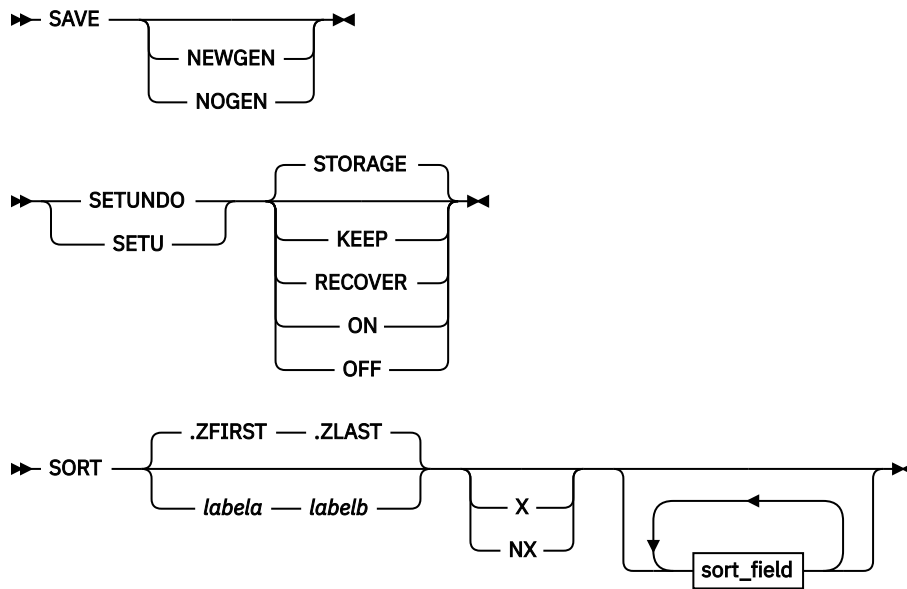 SAVE
NEWGEN
NOGEN
STORAGE
SETUNDO
SETU
KEEP
RECOVER
ON
OFF
.ZFIRST .ZLAST
SORT
labela labelb
X
NX
sort_field